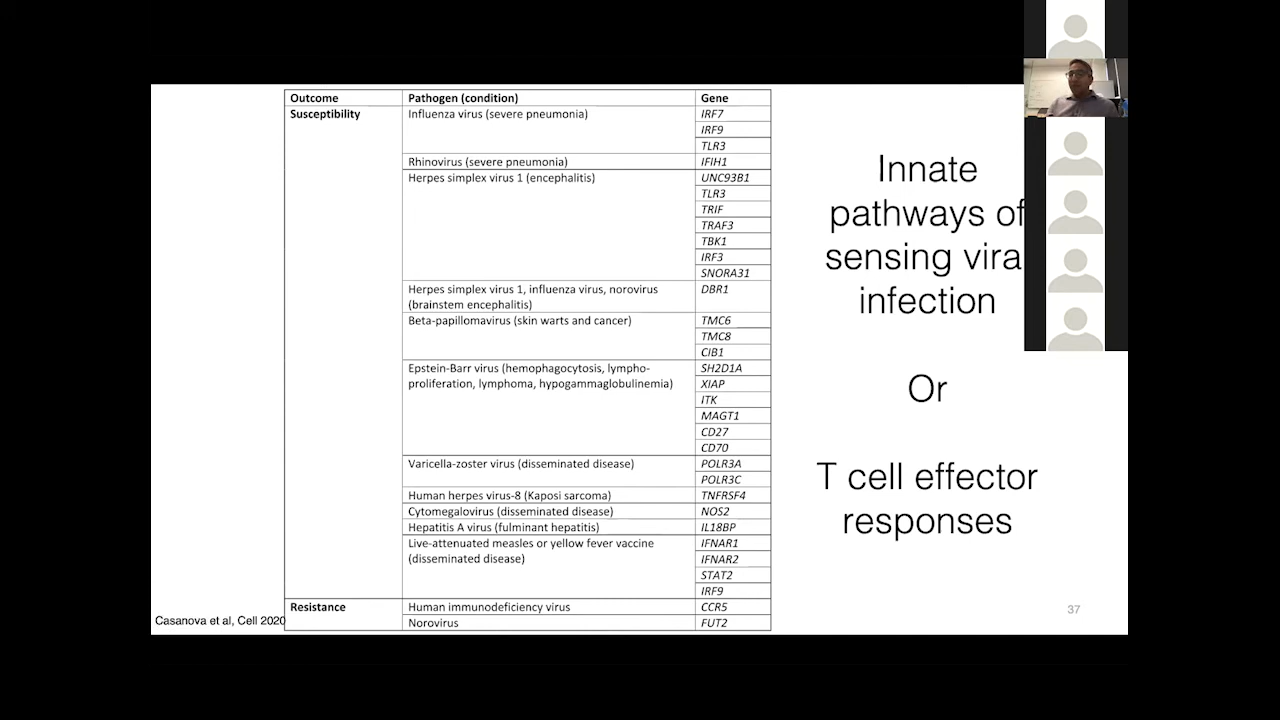 Outcome Pathogen (condition) Gene
Susceptibility Influenza virus (severe pneumonia) IRF7
IRF9
TLR3
Rhinovirus (severe pneumonia) IFIH1
Herpes simplex virus 1 (encephalitis) UNC93B1
TLR3
TRIF
TRAF3
TBK1
IRF3
SNORA31
Herpes simplex virus 1, influenza virus, norovirus DBR1
(brainstem encephalitis)
Beta-papillomavirus (skin warts and cancer) TMC6
TMC8
CIB1
Epstein-Barr virus (hemophagocytosis, lympho- SH2D1A
proliferation, lymphoma, hypogammaglobulinemia) XIAP
ITK
MAGT1
CD27
CD70
Varicella-zoster virus (disseminated disease) POLR3A
POLR3C
Human herpes virus-8 (Kaposi sarcoma) TNFRSF4
Cytomegalovirus (disseminated disease) NOS2
Hepatitis A virus (fulminant hepatitis) IL18BP
Live-attenuated measles or yellow fever vaccine IFNAR1
(disseminated disease) IFNAR2
STAT2
IRF9
Resistance Human immunodeficiency virus CCR5
Norovirus FUT2
Casanova et al, Cell 2020
Innate
pathways of
sensing vira
infection
Or
T cell effector
responses
37